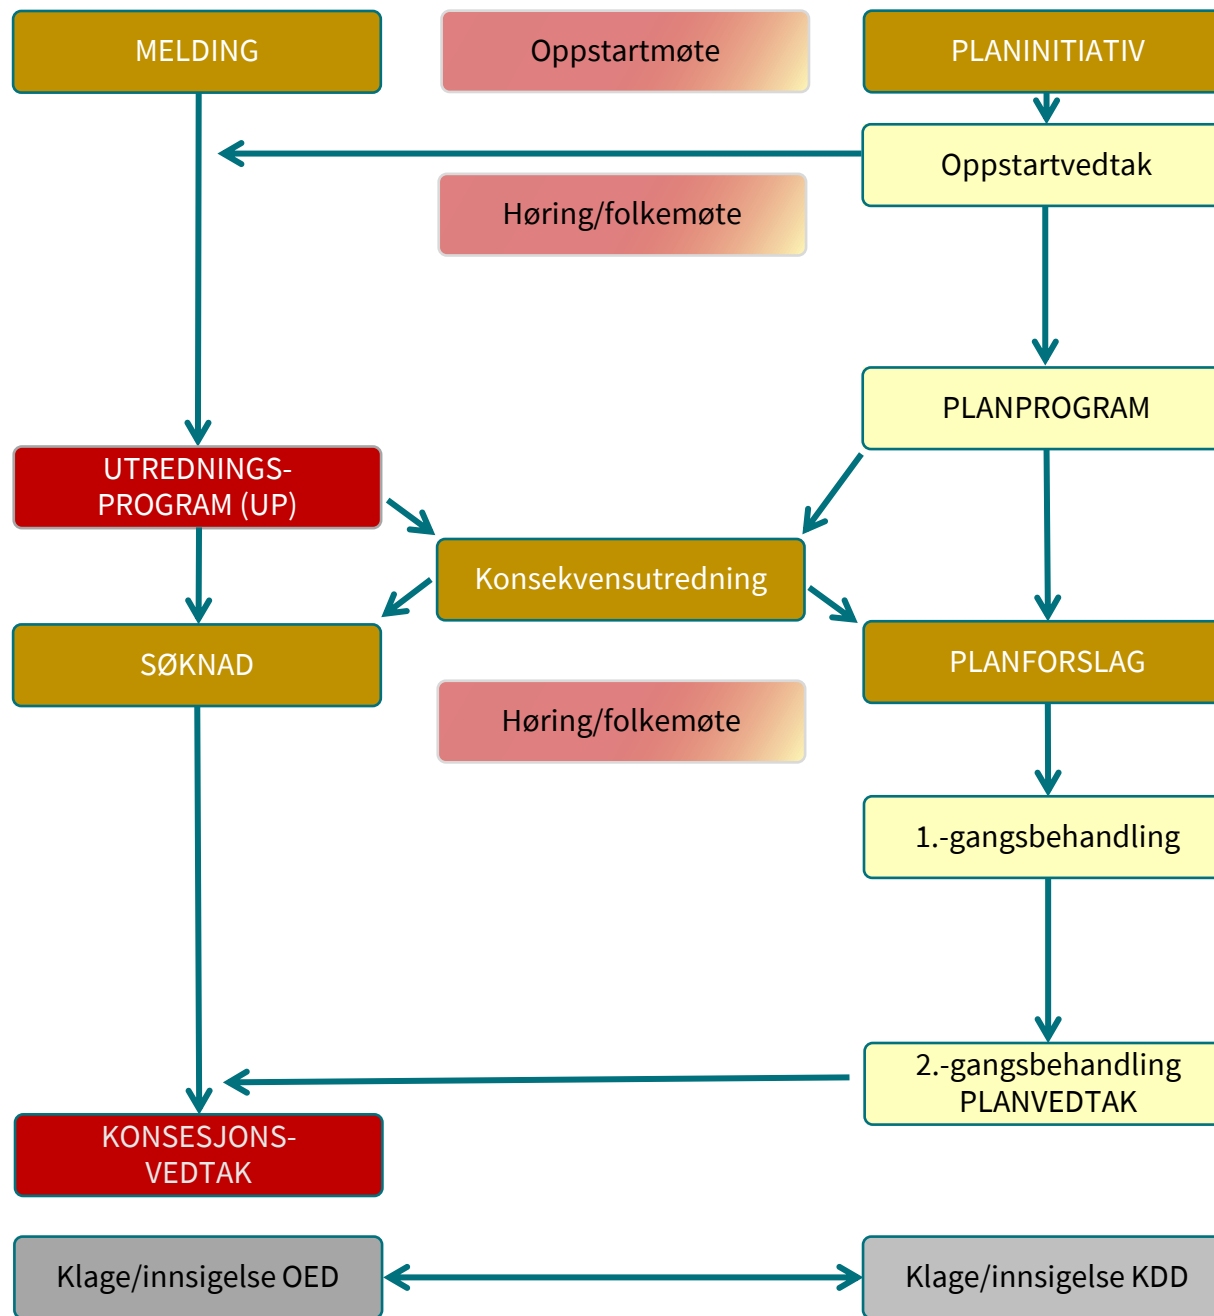 MELDING
Oppstartmøte
PLANINITIATIV
Oppstartvedtak
Høring/folkemøte
PLANPROGRAM
UTREDNINGS-
PROGRAM (UP)
Konsekvensutredning
SØKNAD
PLANFORSLAG
Høring/folkemøte
1.-gangsbehandling
2.-gangsbehandling
PLANVEDTAK
KONSESJONS-
VEDTAK
Klage/innsigelse OED
Klage/innsigelse KDD